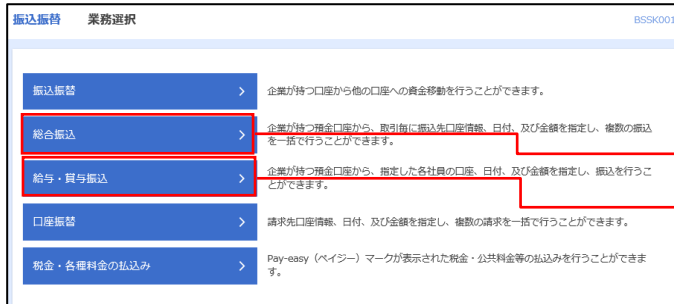 振込振替 業務選択 BSSK001
振込振替 企業が持つ口座から他の口座への資金移動を行うことができます。
総合振込 企業が持つ預金口座から、取引毎に振込先口座情報、日付、及び金額を指定し、複数の振込
を一括で行うことができます。
給与・賞与振込 企業が持つ預金口座から、指定した各社員の口座、日付、及び金額を指定し、振込を行うこ
とができます。
口座振替 請求先口座情報、日付、及び金額を指定し、複数の請求を一括で行うことができます。
税金・各種料金の払込み Pay-easy（ペイジー）マークが表示された税金・公共料金等の払込みを行うことができま
す。